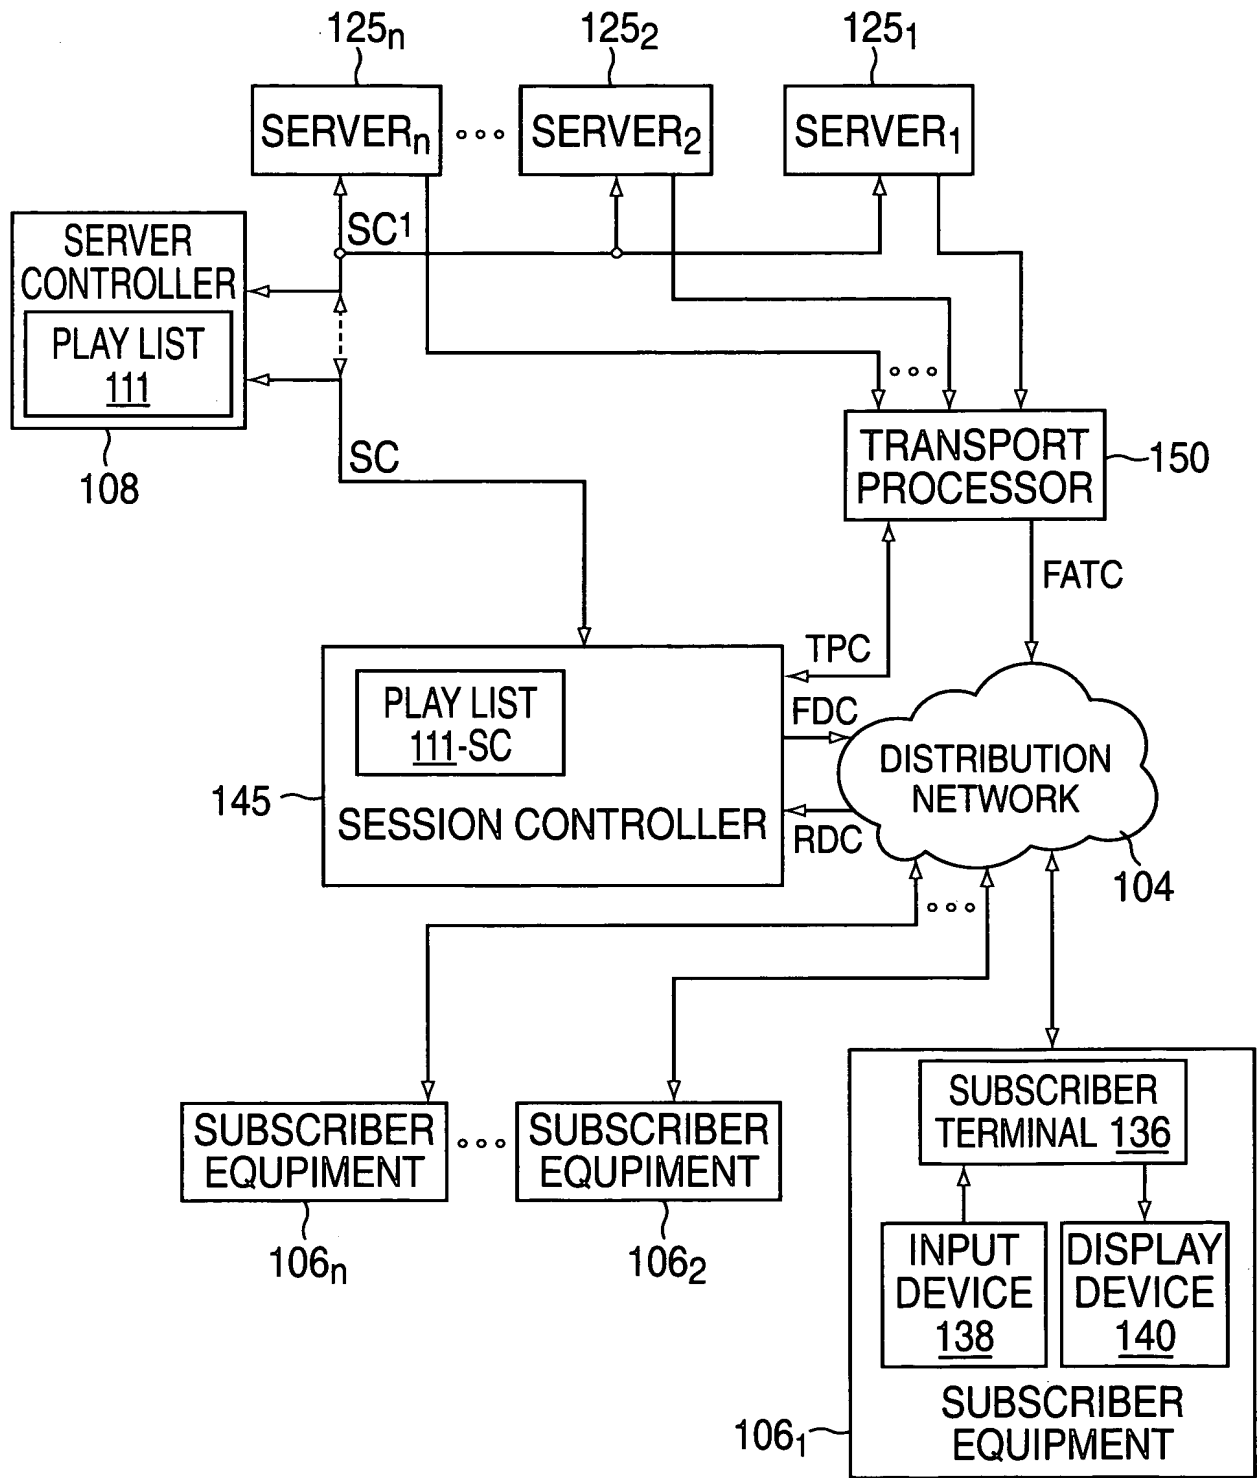 125n
1252
1251
SERVERn
SERVER2
SERVER1
SERVER
CONTROLLER
PLAY LIST
111
108
SC1
SC
TRANSPORT
PROCESSOR
150
FATC
TPC
FDC
RDC
PLAY LIST
111-SC
SESSION CONTROLLER
145
DISTRIBUTION
NETWORK
104
SUBSCRIBER
EQUPIMENT
106n
SUBSCRIBER
EQUPIMENT
1062
SUBSCRIBER
TERMINAL 136
INPUT
DEVICE
138
DISPLAY
DEVICE
140
SUBSCRIBER
EQUIPMENT
1061